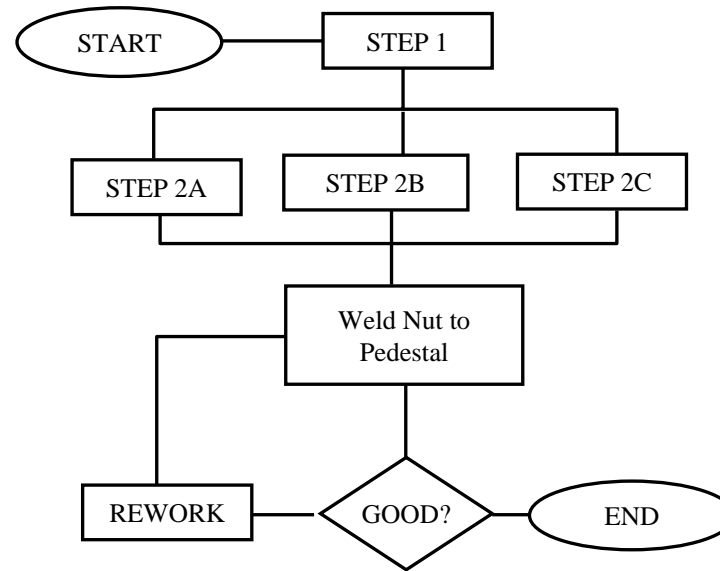 START
STEP 1
STEP 2A
STEP 2B
STEP 2C
Weld Nut to
Pedestal
REWORK
GOOD?
END